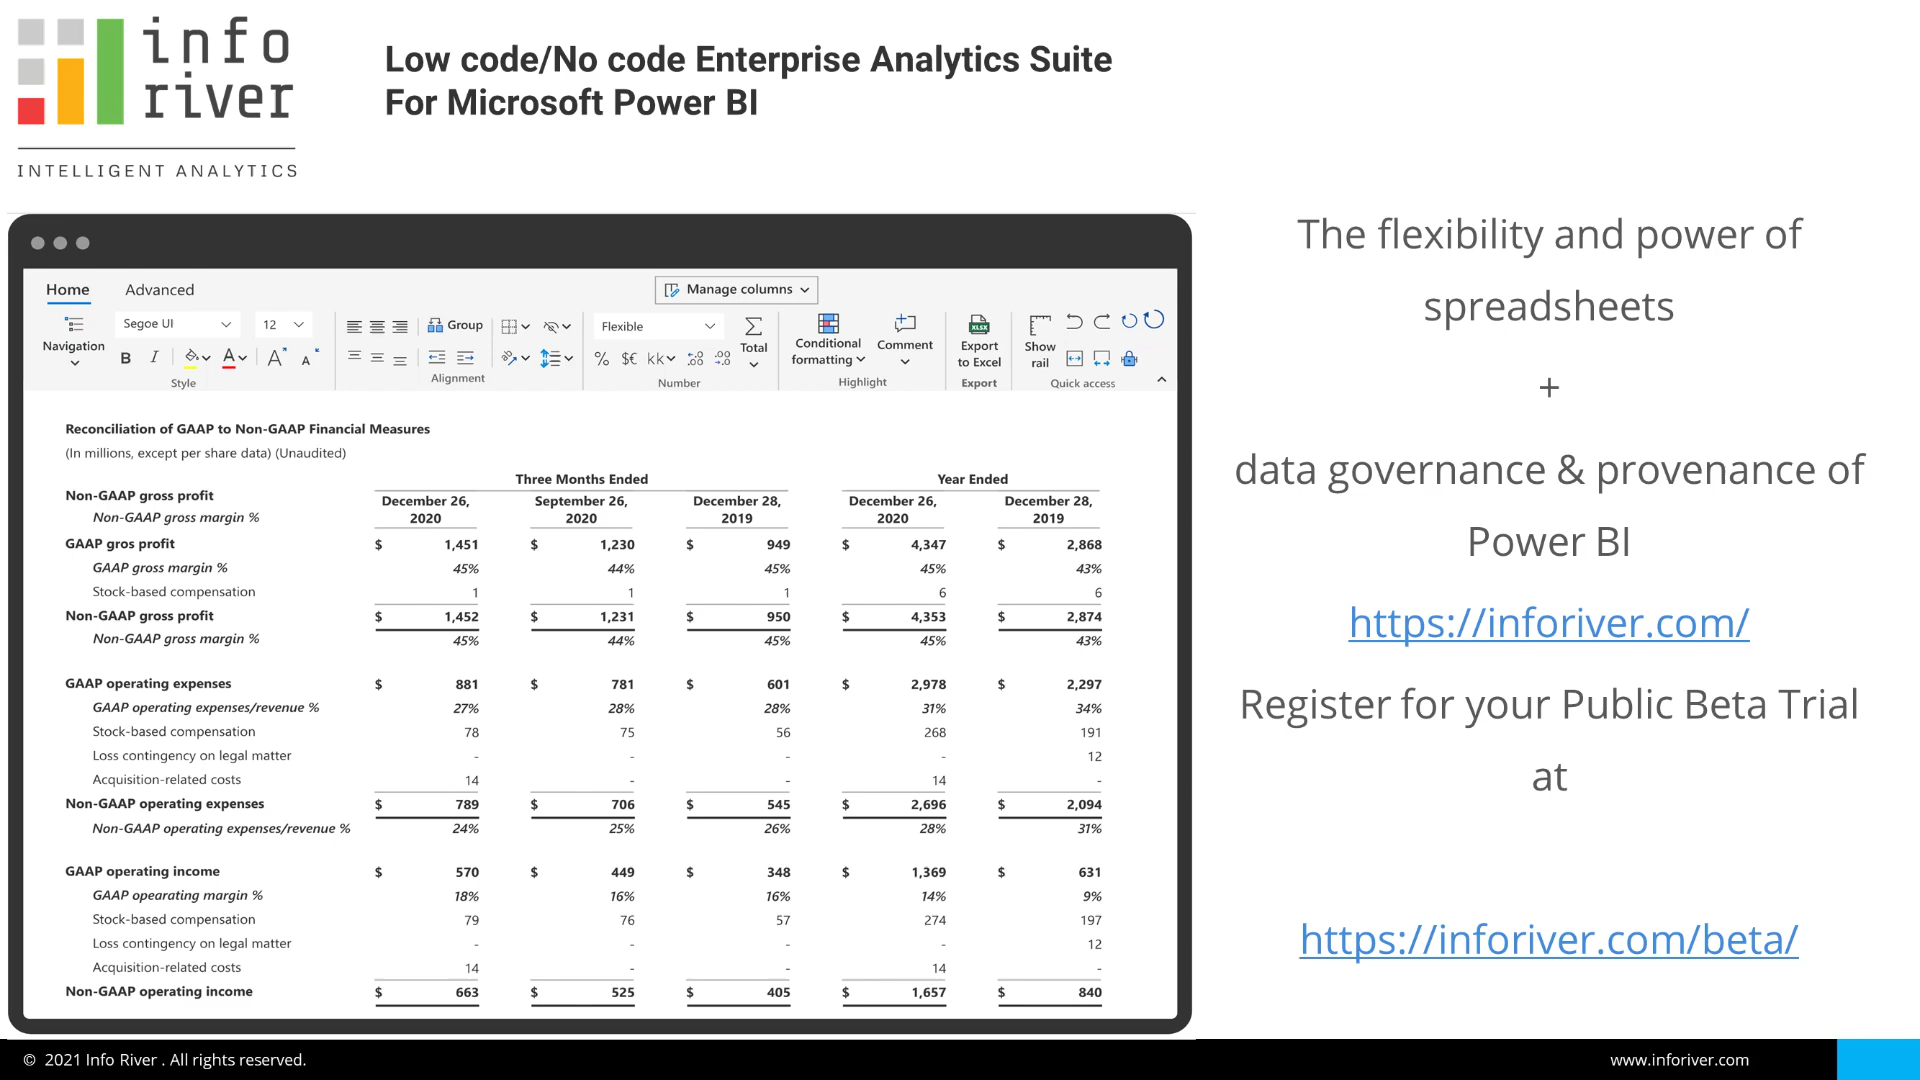 info
river
INTELLIGENT ANALYTICS
Low code/No code Enterprise Analytics Suite
For Microsoft Power BI
Home Advanced
Manage columns
Navigation
Segoe UI 12
B I A A A
Style
Group
Alignment
Flexible
% $€ kk .00 .00
Number
Total
Conditional
formatting
Comment
Highlight
XLSX
Export
to Excel
Export
Show
rail
Quick access
Reconciliation of GAAP to Non-GAAP Financial Measures
(In millions, except per share data) (Unaudited)
Three Months Ended Year Ended
Non-GAAP gross profit
Non-GAAP gross margin %
December 26, September 26, December 28, December 26, December 28,
2020 2020 2019 2020 2019
GAAP gros profit $ 1,451 $ 1,230 $ 949 $ 4,347 $ 2,868
GAAP gross margin % 45% 44% 45% 45% 43%
Stock-based compensation 1 1 1 6 6
Non-GAAP gross profit $ 1,452 $ 1,231 $ 950 $ 4,353 $ 2,874
Non-GAAP gross margin % 45% 44% 45% 45% 43%
GAAP operating expenses $ 881 $ 781 $ 601 $ 2,978 $ 2,297
GAAP operating expenses/revenue % 27% 28% 28% 31% 34%
Stock-based compensation 78 75 56 268 191
Loss contingency on legal matter - - - - 12
Acquisition-related costs 14 - - 14 -
Non-GAAP operating expenses $ 789 $ 706 $ 545 $ 2,696 $ 2,094
Non-GAAP operating expenses/revenue % 24% 25% 26% 28% 31%
GAAP operating income $ 570 $ 449 $ 348 $ 1,369 $ 631
GAAP opearating margin % 18% 16% 16% 14% 9%
Stock-based compensation 79 76 57 274 197
Loss contingency on legal matter - - - - 12
Acquisition-related costs 14 - - 14 -
Non-GAAP operating income $ 663 $ 525 $ 405 $ 1,657 $ 840
The flexibility and power of
spreadsheets
+
data governance & provenance of
Power BI
https://inforiver.com/
Register for your Public Beta Trial
at
https://inforiver.com/beta/
© 2021 Info River . All rights reserved.
www.inforiver.com